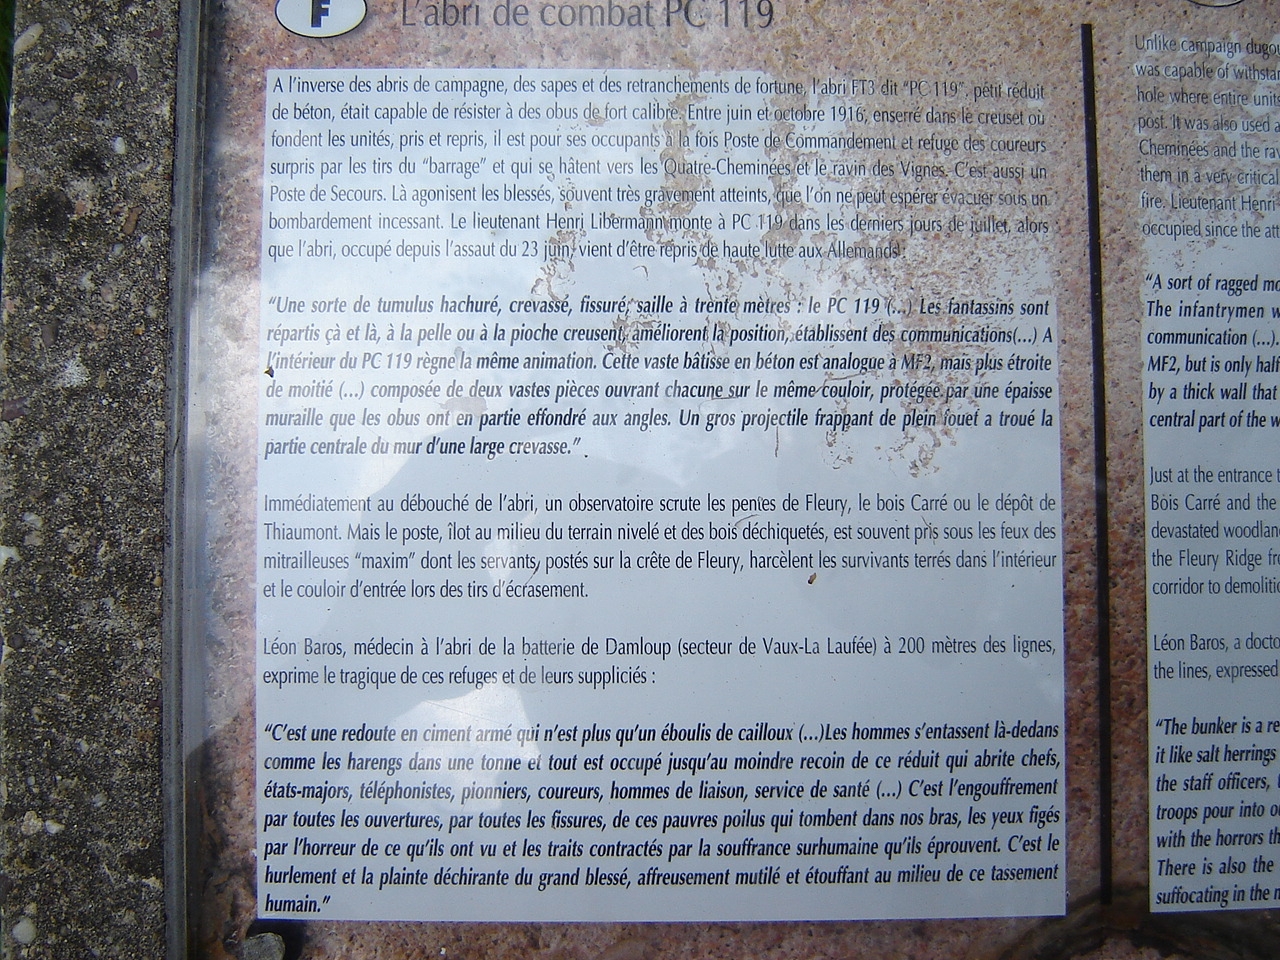 F
L'abri de combat PC 119
A l'inverse des abris de campagne, des sapes et des retranchements de fortune, l'abri FT3 dit "PC 119", petit réduit
de béton, était capable de résister à des obus de fort calibre. Entre juin et octobre 1916, enserré dans le creuset où
fondent les unités, pris et repris, il est pour ses occupants à la fois Poste de Commandement et refuge des coureurs
surpris par les tirs du "barrage" et qui se hâtent vers les Quatre-Cheminées et le ravin des Vignes. C'est aussi un
Poste de Secours. Là agonisent les blessés, souvent très gravement atteints, que l'on ne peut espérer évacuer sous un
bombardement incessant. Le lieutenant Henri Libermann monte à PC 119 dans les derniers jours de juillet, alors
que l'abri, occupé depuis l'assaut du 23 juin, vient d'être repris de haute lutte aux Allemands:
"Une sorte de tumulus hachuré, crevassé, fissuré, saille à trente mètres : le PC 119 (...) Les fantassins sont
répartis çà et là, à la pelle ou à la pioche creusent, améliorent la position, établissent des communications(...) A
l'intérieur du PC 119 règne la même animation. Cette vaste bâtisse en béton est analogue à MF2, mais plus étroite
de moitié (...) composée de deux vastes pièces ouvrant chacune sur le même couloir, protégée par une épaisse
muraille que les obus ont en partie effondré aux angles. Un gros projectile frappant de plein fouet a troué la
partie centrale du mur d'une large crevasse."
Immédiatement au débouché de l'abri, un observatoire scrute les pentes de Fleury, le bois Carré ou le dépôt de
Thiaumont. Mais le poste, îlot au milieu du terrain nivelé et des bois déchiquetés, est souvent pris sous les feux des
mitrailleuses "maxim" dont les servants, postés sur la crête de Fleury, harcèlent les survivants terrés dans l'intérieur
et le couloir d'entrée lors des tirs d'écrasement.
Léon Baros, médecin à l'abri de la batterie de Damloup (secteur de Vaux-La Laufée) à 200 mètres des lignes,
exprime le tragique de ces refuges et de leurs suppliciés :
"C'est une redoute en ciment armé qui n'est plus qu'un éboulis de cailloux (...)Les hommes s'entassent là-dedans
comme les harengs dans une tonne et tout est occupé jusqu'au moindre recoin de ce réduit qui abrite chefs,
états-majors, téléphonistes, pionniers, coureurs, hommes de liaison, service de santé (...) C'est l'engouffrement
par toutes les ouvertures, par toutes les fissures, de ces pauvres poilus qui tombent dans nos bras, les yeux figés
par l'horreur de ce qu'ils ont vu et les traits contractés par la souffrance surhumaine qu'ils éprouvent. C'est le
hurlement et la plainte déchirante du grand blessé, affreusement mutilé et étouffant au milieu de ce tassement
humain."
Unlike campaign
was capable of
hole where entire
post. It was also used
Cheminées and the
them in a very critical
fire. Lieutenant Henri
occupied since the
"A sort of ragged
The infantrymen
communication (...).
MF2, but is only
by a thick wall that
central part of the
Just at the entrance
Bois Carré and the
devastated
the Fleury Ridge
corridor to
Léon Baros, a
the lines, expressed
"The bunker is a
it like salt herrings
the staff officers,
troops pour into
with the horrors
There is also the
suffocating in the